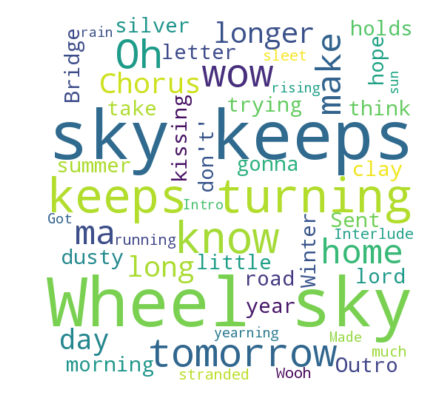 rain silver longer holds
Bridge Oh letter wow make hope sleet
Chorus kissing rising sun
take don't' trying think
sky keeps
summer gonna clay
keeps turning
Intro
Got ma running know Winter Sent Interlude
dusty long little home
road lord
Wheel sky
year
day tomorrow yearning Made much
morning stranded Wooh Outro